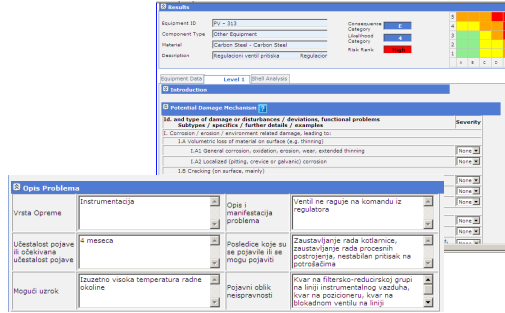 Results
Equipment ID
PV - 313
Component Type
Other Equipment
Material
Carbon Steel - Carbon Steel
Description
Regulacioni ventil pritiska Regulacior
Consequence Category
E
Likelihood Category
4
Risk Rank
High
5
4
3
2
1
A B C D
Equipment Data Level 1 Shell Analysis
Introduction
Potential Damage Mechanism ?
Id. and type of damage or disturbances / deviations, functional problems
Subtypes / specifics / further details / examples
Severity
I. Corrosion / erosion / environment related damage, leading to:
I.A Volumetric loss of material on surface (e.g. thinning)
I.A1 General corrosion, oxidation, erosion, wear, extended thinning
None
I.A2 Localized (pitting, crevice or galvanic) corrosion
None
I.B Cracking (on surface, mainly)
None
None
None
None
None
Opis Problema
Vrsta Opreme
Instrumentacija
Opis i
manifestacija
problema
Ventil ne raguje na komandu iz
regulatora
Učestalost pojave
ili očekivana
učestalost pojave
4 meseca
Posledice koje su
se pojavile ili se
mogu pojaviti
Zaustavljanje rada kotlarnice,
zaustavljanje rada procesnih
postrojenja, nestabilan pritisak na
potrošačima
Mogući uzrok
Izuzetno visoka temperatura radne
okoline
Pojavni oblik
neispravnosti
Kvar na filtersko-reducirskoj grupi
na liniji instrumentalnog vazduha,
kvar na pozicioneru, kvar na
blokadnom ventilu na liniji